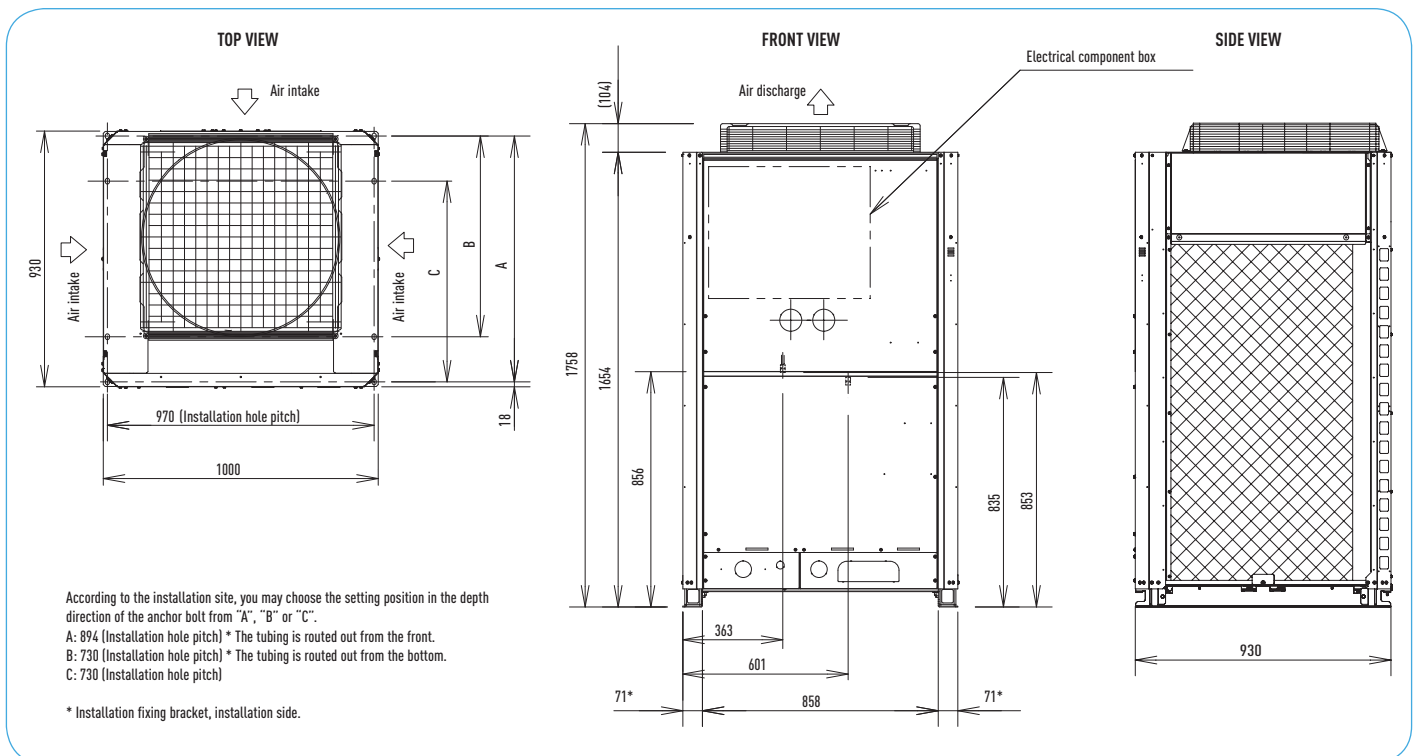 TOP VIEW
FRONT VIEW
SIDE VIEW
Electrical component box
Air intake
Air discharge
(104)
930
Air intake
Air intake
C
B
A
1758
1654
970 (Installation hole pitch)
18
1000
856
835
853
According to the installation site, you may choose the setting position in the depth
direction of the anchor bolt from “A”, “B” or “C”.
A: 894 (Installation hole pitch) * The tubing is routed out from the front.
B: 730 (Installation hole pitch) * The tubing is routed out from the bottom.
C: 730 (Installation hole pitch)
* Installation fixing bracket, installation side.
363
601
71*
858
71*
930